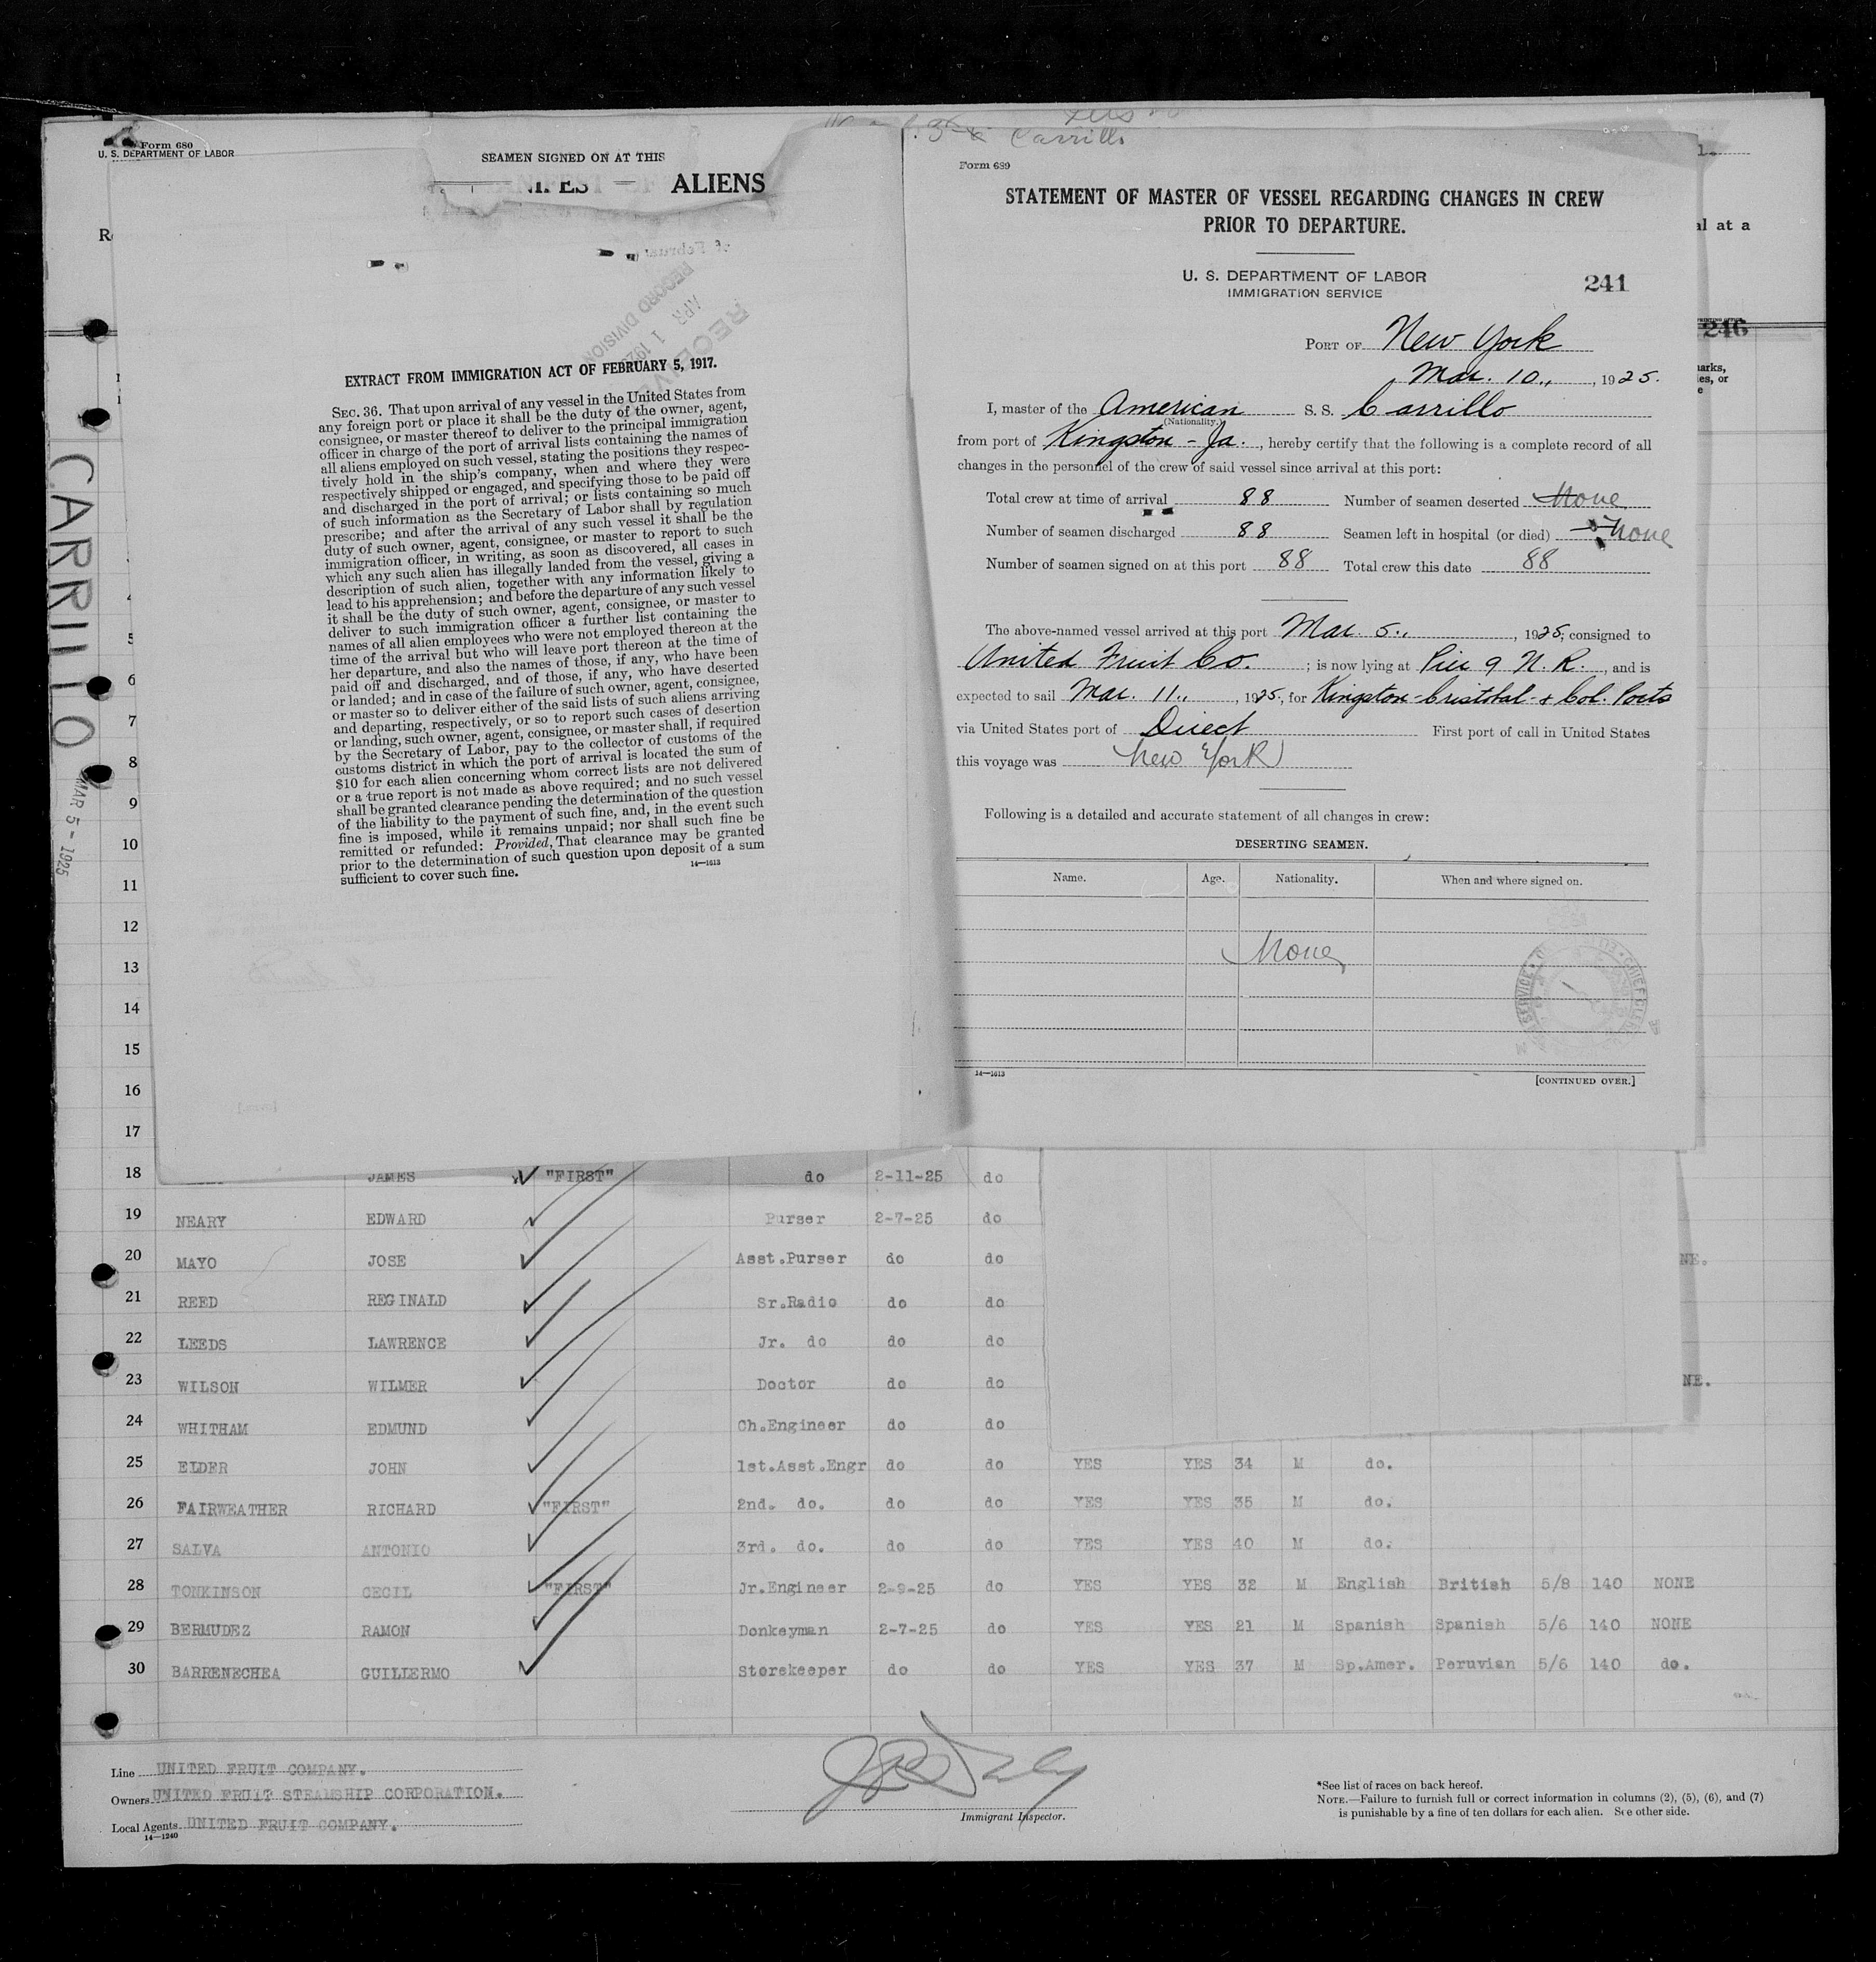 Carrillo
Form 680
U. S. DEPARTMENT OF LABOR
SEAMEN SIGNED ON AT THIS
ALIENS
RECEIVED
APR 1 192
RECORD DIVISION
EXTRACT FROM IMMIGRATION ACT OF FEBRUARY 5, 1917.
SEC. 36. That upon arrival of any vessel in the United States from
any foreign port or place it shall be the duty of the owner, agent,
consignee, or master thereof to deliver to the principal immigration
officer in charge of the port of arrival lists containing the names of
all aliens employed on such vessel, stating the positions they respec-
tively hold in the ship's company, when and where they were
respectively shipped or engaged, and specifying those to be paid off
and discharged in the port of arrival; or lists containing so much
of such information as the Secretary of Labor shall by regulation
prescribe; and after the arrival of any such vessel it shall be the
duty of such owner, agent, consignee, or master to report to such
immigration officer, in writing, as soon as discovered, all cases in
which any such alien has illegally landed from the vessel, giving a
description of such alien, together with any information likely to
lead to his apprehension; and before the departure of any such vessel
it shall be the duty of such owner, agent, consignee, or master to
deliver to such immigration officer a further list containing the
names of all alien employees who were not employed thereon at the
time of the arrival but who will leave port thereon at the time of
her departure, and also the names of those, if any, who have been
paid off and discharged, and of those, if any, who have deserted
or landed; and in case of the failure of such owner, agent, consignee,
or master so to deliver either of the said lists of such aliens arriving
and departing, respectively, or so to report such cases of desertion
or landing, such owner, agent, consignee, or master shall, if required
by the Secretary of Labor, pay to the collector of customs of the
customs district in which the port of arrival is located the sum of
$10 for each alien concerning whom correct lists are not delivered
or a true report is not made as above required; and no such vessel
shall be granted clearance pending the determination of the question
of the liability to the payment of such fine, and, in the event such
fine is imposed, while it remains unpaid; nor shall such fine be
remitted or refunded: Provided, That clearance may be granted
prior to the determination of such question upon deposit of a sum
sufficient to cover such fine.
14—1613
CARRILLO
MAR 5 - 1925
Form 689
STATEMENT OF MASTER OF VESSEL REGARDING CHANGES IN CREW
PRIOR TO DEPARTURE.
U. S. DEPARTMENT OF LABOR
IMMIGRATION SERVICE
241
PORT OF New York
Mar. 10., 1925.
I, master of the American S. S. Carrillo
(Nationality.)
from port of Kingston - Ja., hereby certify that the following is a complete record of all
changes in the personnel of the crew of said vessel since arrival at this port:
Total crew at time of arrival 88 Number of seamen deserted None
Number of seamen discharged 88 Seamen left in hospital (or died) None
Number of seamen signed on at this port 88 Total crew this date 88
The above-named vessel arrived at this port Mar. 5., 1925, consigned to
United Fruit Co. ; is now lying at Pier 9 N. R., and is
expected to sail Mar. 11., 1925, for Kingston-Cristobal-& Col. Ports
via United States port of Direct First port of call in United States
this voyage was New York
Following is a detailed and accurate statement of all changes in crew:
DESERTING SEAMEN.
Name. Age. Nationality. When and where signed on.
None
14—1613
[CONTINUED OVER.]
al at a
246
5
6
7
8
9
10
11
12
13
14
15
16
17
18 JAMES "FIRST" do 2-11-25 do
19 NEARY EDWARD Purser 2-7-25 do
20 MAYO JOSE Asst.Purser do do NE.
21 REED REGINALD Sr.Radio do do
22 LEEDS LAWRENCE Jr. do do do
23 WILSON WILMER Doctor do do NE.
24 WHITHAM EDMUND Ch.Engineer do do
25 ELDER JOHN 1st.Asst.Engr do do YES YES 34 M do.
26 FAIRWEATHER RICHARD "FIRST" 2nd. do. do do YES YES 35 M do.
27 SALVA ANTONIO 3rd. do. do do YES YES 40 M do.
28 TOMKINSON CECIL "FIRST" Jr.Engineer 2-9-25 do YES YES 32 M English British 5/8 140 NONE
29 BERMUDEZ RAMON Donkeyman 2-7-25 do YES YES 21 M Spanish Spanish 5/6 140 NONE
30 BARRENECHEA GUILLERMO Storekeeper do do YES YES 37 M Sp.Amer. Peruvian 5/6 140 do.
Line UNITED FRUIT COMPANY.
Owners UNITED FRUIT STEAMSHIP CORPORATION.
Local Agents UNITED FRUIT COMPANY.
14—1240
Immigrant Inspector.
*See list of races on back hereof.
NOTE.—Failure to furnish full or correct information in columns (2), (5), (6), and (7)
is punishable by a fine of ten dollars for each alien. See other side.